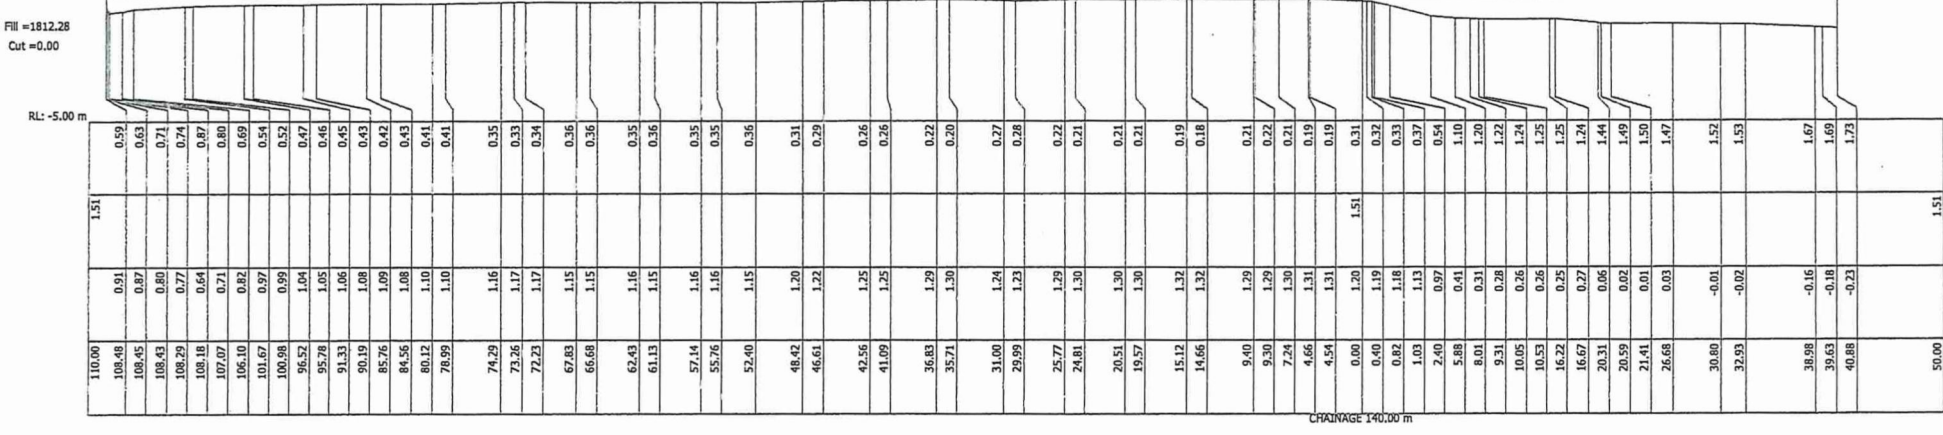 Fill =1812.28
Cut =0.00
RL: -5.00 m
0.59 0.63 0.71 0.74 0.87 0.80 0.69 0.54 0.52 0.47 0.46 0.45 0.43 0.42 0.43 0.41 0.41 0.35 0.33 0.34 0.36 0.36 0.35 0.36 0.35 0.35 0.36 0.31 0.29 0.26 0.26 0.22 0.20 0.27 0.28 0.22 0.21 0.21 0.21 0.19 0.18 0.21 0.22 0.21 0.19 0.19 0.31 0.32 0.33 0.37 0.54 1.10 1.20 1.22 1.24 1.25 1.25 1.24 1.44 1.49 1.50 1.47 1.52 1.53 1.67 1.69 1.73
1.51 1.51 1.51
0.91 0.87 0.80 0.77 0.64 0.71 0.82 0.97 0.99 1.04 1.05 1.06 1.08 1.09 1.08 1.10 1.10 1.16 1.17 1.17 1.15 1.15 1.16 1.15 1.16 1.16 1.15 1.20 1.22 1.25 1.25 1.29 1.30 1.24 1.23 1.29 1.30 1.30 1.30 1.32 1.32 1.29 1.29 1.30 1.31 1.31 1.20 1.19 1.18 1.13 0.97 0.41 0.31 0.28 0.26 0.26 0.25 0.27 0.06 0.02 0.01 0.03 -0.01 -0.02 -0.16 -0.18 -0.23
110.00 108.48 108.45 108.43 108.29 108.18 107.07 106.10 101.67 100.98 96.52 95.78 91.33 90.19 85.76 84.56 80.12 78.99 74.29 73.26 72.23 67.83 66.68 62.43 61.13 57.14 55.76 52.40 48.42 46.61 42.56 41.09 36.83 35.71 31.00 29.99 25.77 24.81 20.51 19.57 15.12 14.66 9.40 9.30 7.24 4.66 4.54 0.00 0.40 0.82 1.03 2.40 5.88 8.01 9.31 10.05 10.53 16.22 16.67 20.31 20.59 21.41 26.68 30.80 32.93 38.98 39.63 40.88 50.00
CHAINAGE 140.00 m